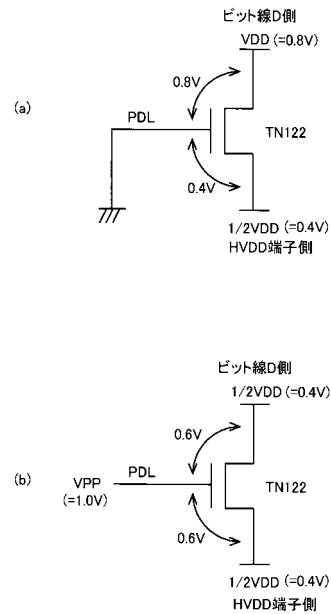 ビット線D側
VDD (=0.8V)
0.8V
(a)
PDL
TN122
0.4V
1/2VDD (=0.4V)
HVDD端子側
ビット線D側
1/2VDD (=0.4V)
0.6V
(b)
VPP
PDL
TN122
(=1.0V)
0.6V
1/2VDD (=0.4V)
HVDD端子側